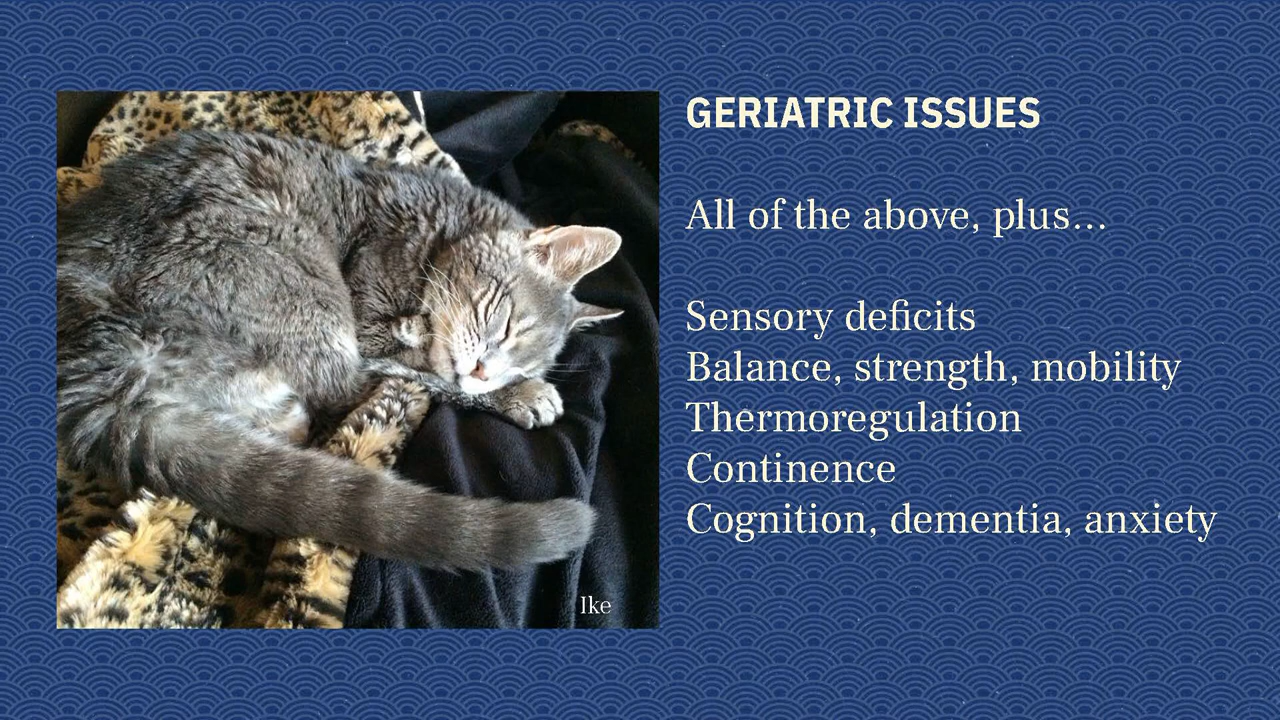 GERIATRIC ISSUES
All of the above, plus...
Sensory deficits
Balance, strength, mobility
Thermoregulation
Continence
Cognition, dementia, anxiety
Ike